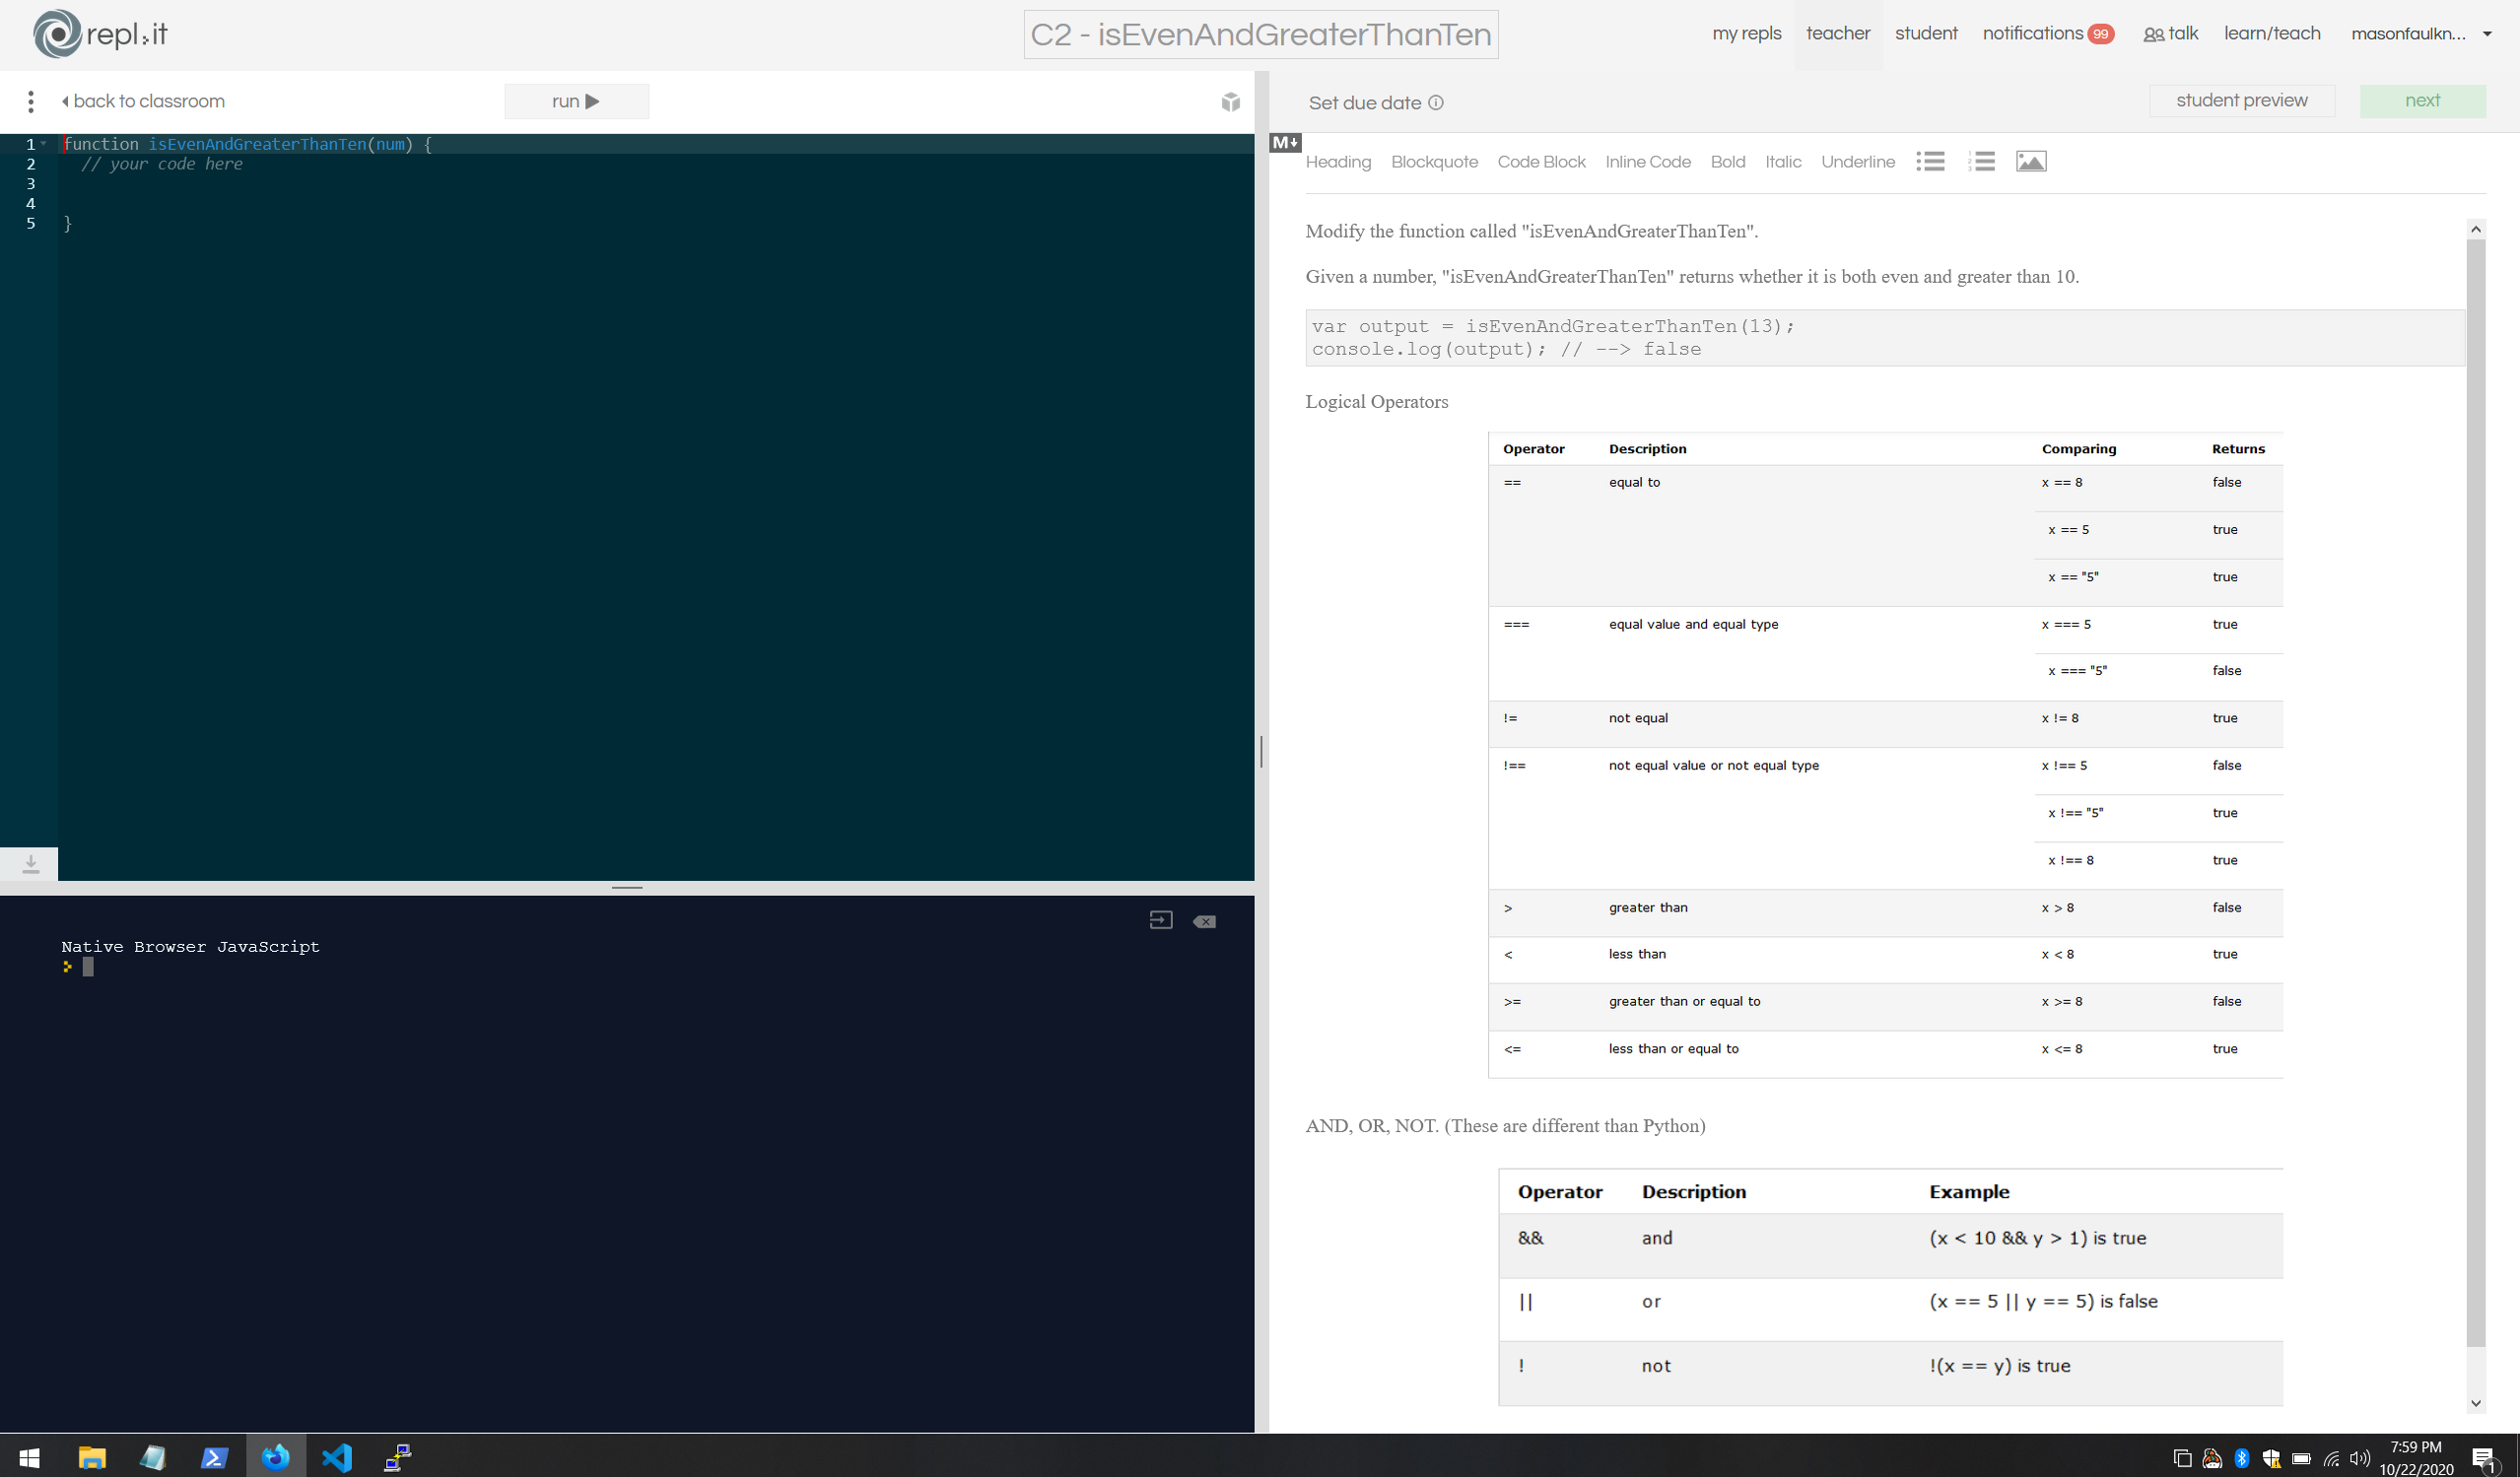 repl.it
C2 - isEvenAndGreaterThanTen
my repls teacher student notifications 99 talk learn/teach masonfaulkn...
back to classroom
run
Set due date
student preview
next
1 function isEvenAndGreaterThanTen(num) {
2 // your code here
3
4
5 }
M
Heading Blockquote Code Block Inline Code Bold Italic Underline
Modify the function called "isEvenAndGreaterThanTen".
Given a number, "isEvenAndGreaterThanTen" returns whether it is both even and greater than 10.
var output = isEvenAndGreaterThanTen(13);
console.log(output); // --> false
Logical Operators
Operator Description Comparing Returns
== equal to x == 8 false
x == 5 true
x == "5" true
=== equal value and equal type x === 5 true
x === "5" false
!= not equal x != 8 true
!== not equal value or not equal type x !== 5 false
x !== "5" true
x !== 8 true
> greater than x > 8 false
< less than x < 8 true
>= greater than or equal to x >= 8 false
<= less than or equal to x <= 8 true
AND, OR, NOT. (These are different than Python)
Operator Description Example
&& and (x < 10 && y > 1) is true
|| or (x == 5 || y == 5) is false
! not !(x == y) is true
Native Browser JavaScript
>
7:59 PM
10/22/2020
1